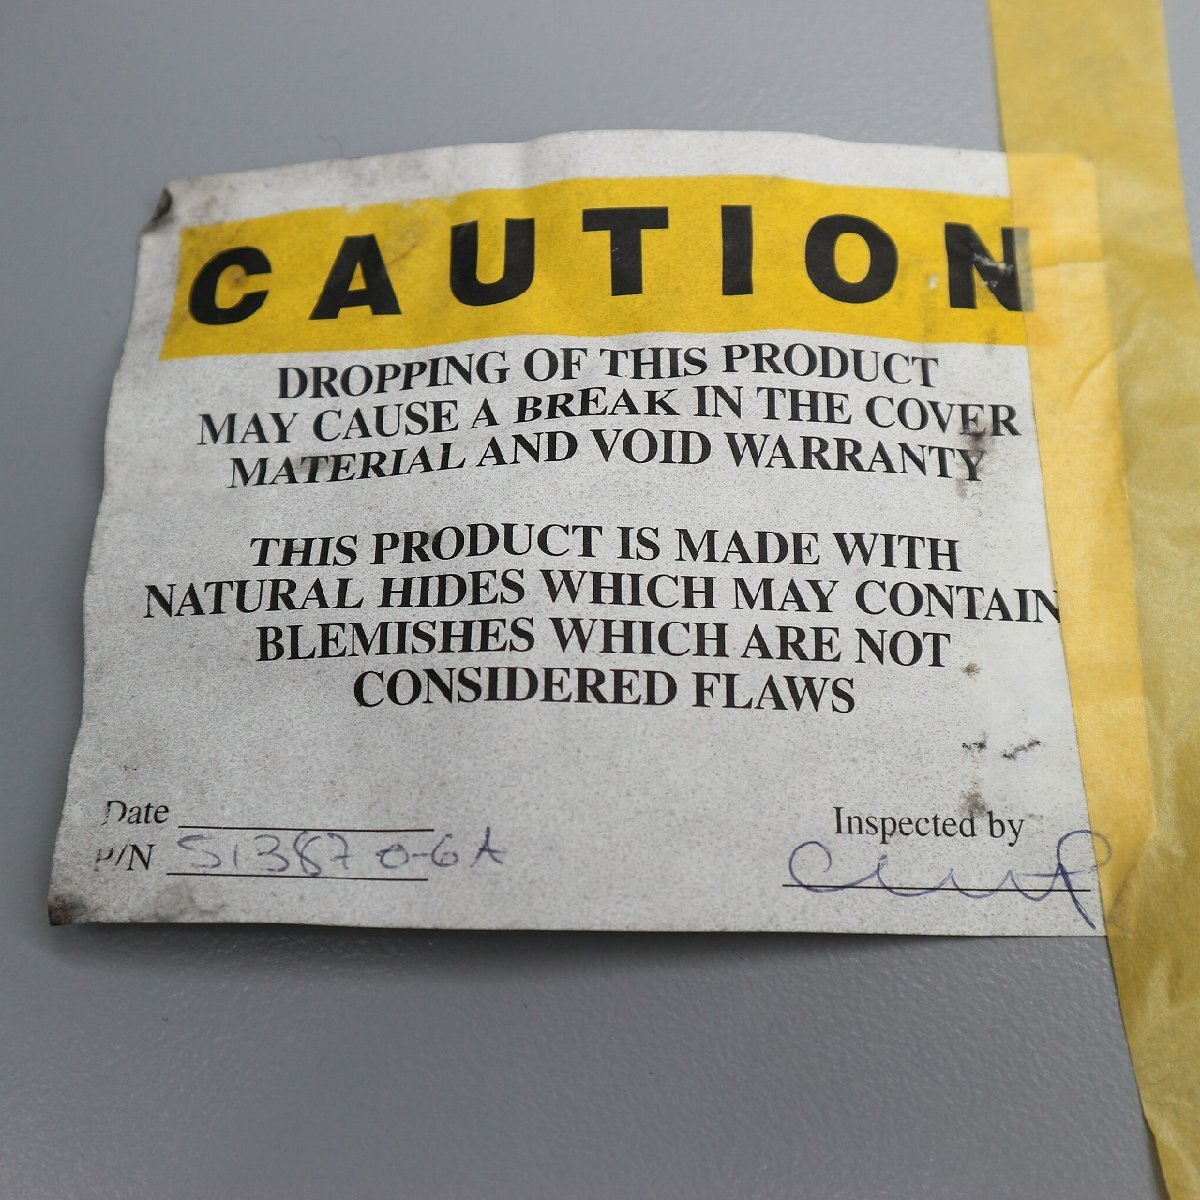 CAUTION
DROPPING OF THIS PRODUCT
MAY CAUSE A BREAK IN THE COVER
MATERIAL AND VOID WARRANTY
THIS PRODUCT IS MADE WITH
NATURAL HIDES WHICH MAY CONTAIN
BLEMISHES WHICH ARE NOT
CONSIDERED FLAWS
Date
P/N 513870-6A
Inspected by